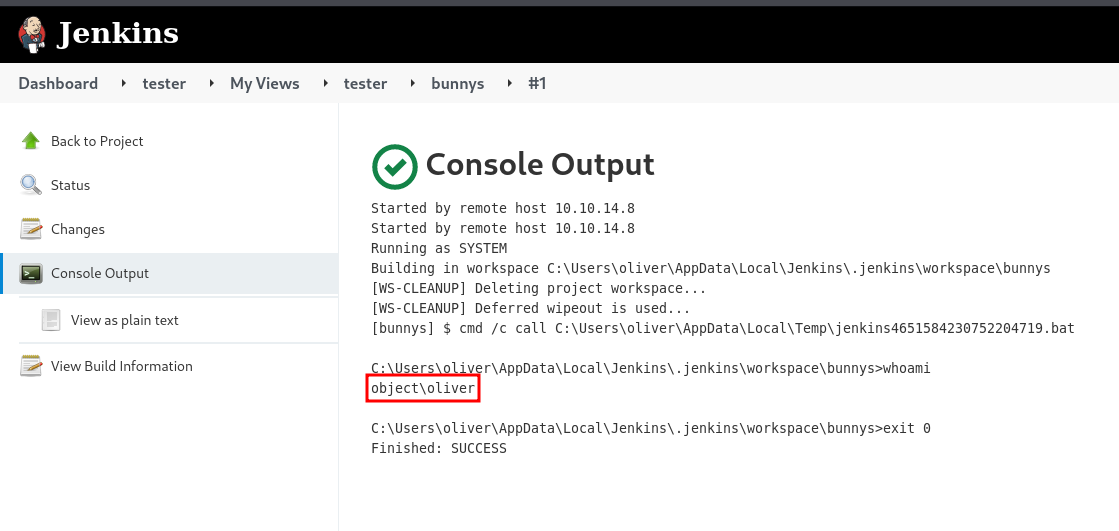 Jenkins
Dashboard tester My Views tester bunnys #1
Back to Project
Status
Changes
Console Output
View as plain text
View Build Information
Console Output
Started by remote host 10.10.14.8
Started by remote host 10.10.14.8
Running as SYSTEM
Building in workspace C:\Users\oliver\AppData\Local\Jenkins\.jenkins\workspace\bunnys
[WS-CLEANUP] Deleting project workspace...
[WS-CLEANUP] Deferred wipeout is used...
[bunnys] $ cmd /c call C:\Users\oliver\AppData\Local\Temp\jenkins4651584230752204719.bat
C:\Users\oliver\AppData\Local\Jenkins\.jenkins\workspace\bunnys>whoami
object\oliver
C:\Users\oliver\AppData\Local\Jenkins\.jenkins\workspace\bunnys>exit 0
Finished: SUCCESS